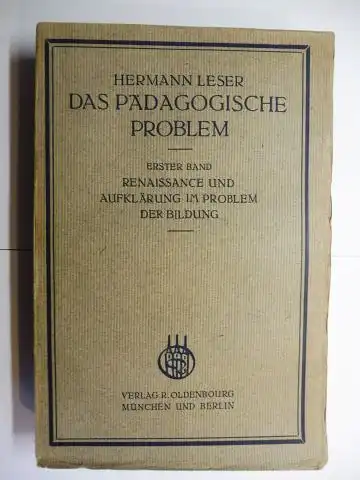 HERMANN LESER
DAS PÄDAGOGISCHE
PROBLEM
ERSTER BAND
RENAISSANCE UND
AUFKLÄRUNG IM PROBLEM
DER BILDUNG
VERLAG R. OLDENBOURG
MÜNCHEN UND BERLIN